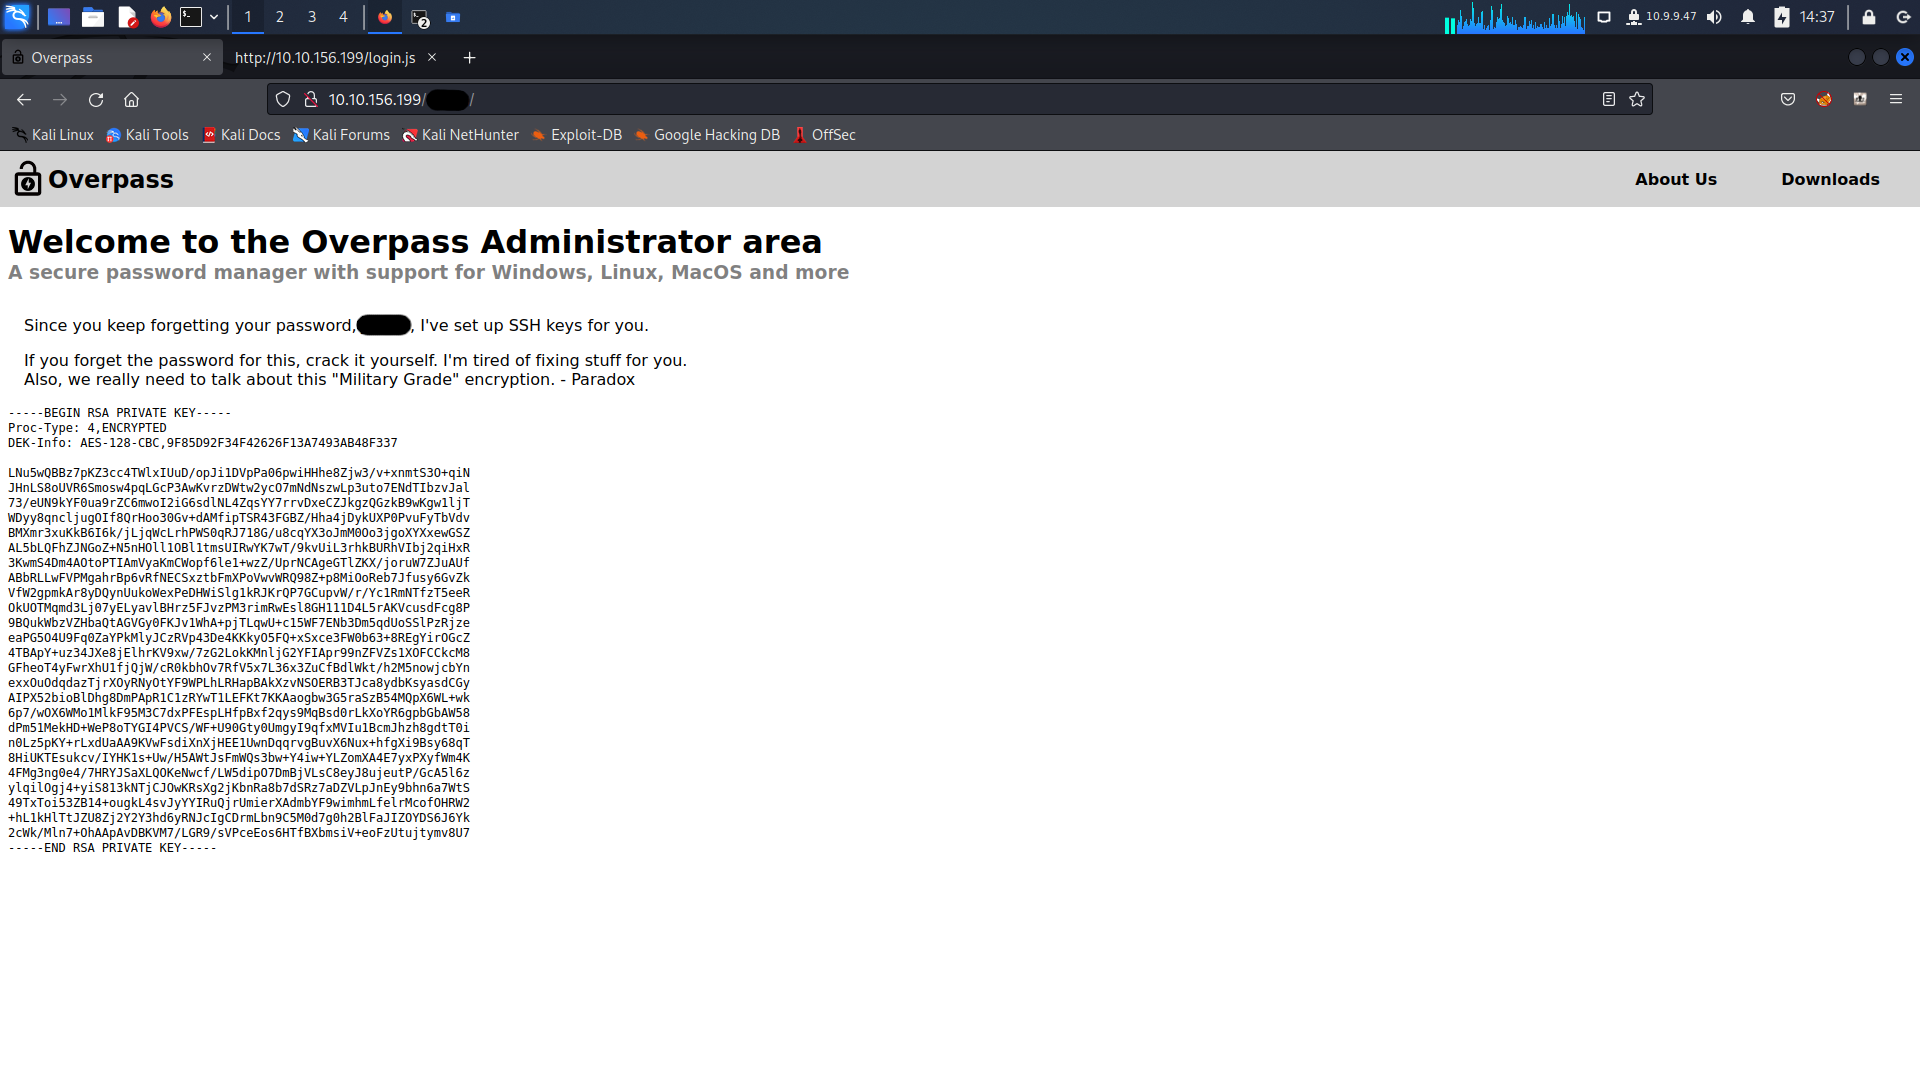 1 2 3 4 2 10.9.9.47 14:37
Overpass http://10.10.156.199/login.js
10.10.156.199/ /
Kali Linux Kali Tools Kali Docs Kali Forums Kali NetHunter Exploit-DB Google Hacking DB OffSec
Overpass About Us Downloads
Welcome to the Overpass Administrator area
A secure password manager with support for Windows, Linux, MacOS and more
Since you keep forgetting your password, , I've set up SSH keys for you.
If you forget the password for this, crack it yourself. I'm tired of fixing stuff for you.
Also, we really need to talk about this "Military Grade" encryption. - Paradox
-----BEGIN RSA PRIVATE KEY-----
Proc-Type: 4,ENCRYPTED
DEK-Info: AES-128-CBC,9F85D92F34F42626F13A7493AB48F337
LNu5wQBBz7pKZ3cc4TWlxIUuD/opJi1DVpPa06pwiHHhe8Zjw3/v+xnmtS3O+qiN
JHnLS8oUVR6Smosw4pqLGcP3AwKvrzDWtw2ycO7mNdNszwLp3uto7ENdTIbzvJal
73/eUN9kYF0ua9rZC6mwoI2iG6sdlNL4ZqsYY7rrvDxeCZJkgzQGzkB9wKgw1ljT
WDyy8qncljugOIf8QrHoo30Gv+dAMfipTSR43FGBZ/Hha4jDykUXP0PvuFyTbVdv
BMXmr3xuKkB6I6k/jLjqWcLrhPWS0qRJ718G/u8cqYX3oJmM0Oo3jgoXYXxewGSZ
AL5bLQFhZJNGoZ+N5nHOll1OBl1tmsUIRwYK7wT/9kvUiL3rhkBURhVIbj2qiHxR
3KwmS4Dm4AOtoPTIAmVyaKmCWopf6le1+wzZ/UprNCAgeGTlZKX/joruW7ZJuAUf
ABbRLLwFVPMgahrBp6vRfNECSxztbFmXPoVwvWRQ98Z+p8MiOoReb7Jfusy6GvZk
VfW2gpmkAr8yDQynUukoWexPeDHWiSlg1kRJKrQP7GCupvW/r/Yc1RmNTfzT5eeR
OkUOTMqmd3Lj07yELyavlBHrz5FJvzPM3rimRwEsl8GH111D4L5rAKVcusdFcg8P
9BQukWbzVZHbaQtAGVGy0FKJv1WhA+pjTLqwU+c15WF7ENb3Dm5qdUoSSlPzRjze
eaPG5O4U9Fq0ZaYPkMlyJCzRVp43De4KKkyO5FQ+xSxce3FW0b63+8REgYirOGcZ
4TBApY+uz34JXe8jElhrKV9xw/7zG2LokKMnljG2YFIApr99nZFVZs1XOFCCkcM8
GFheoT4yFwrXhU1fjQjW/cR0kbhOv7RfV5x7L36x3ZuCfBdlWkt/h2M5nowjcbYn
exxOuOdqdazTjrXOyRNyOtYF9WPLhLRHapBAkXzvNSOERB3TJca8ydbKsyasdCGy
AIPX52bioBlDhg8DmPApR1C1zRYwT1LEFKt7KKAaogbw3G5raSzB54MQpX6WL+wk
6p7/wOX6WMo1MlkF95M3C7dxPFEspLHfpBxf2qys9MqBsd0rLkXoYR6gpbGbAW58
dPm51MekHD+WeP8oTYGI4PVCS/WF+U90Gty0UmgyI9qfxMVIu1BcmJhzh8gdtT0i
n0Lz5pKY+rLxdUaAA9KVwFsdiXnXjHEE1UwnDqqrvgBuvX6Nux+hfgXi9Bsy68qT
8HiUKTEsukcv/IYHK1s+Uw/H5AWtJsFmWQs3bw+Y4iw+YLZomXA4E7yxPXyfWm4K
4FMg3ng0e4/7HRYJSaXLQOKeNwcf/LW5dipO7DmBjVLsC8eyJ8ujeutP/GcA5l6z
ylqilOgj4+yiS813kNTjCJOwKRsXg2jKbnRa8b7dSRz7aDZVLpJnEy9bhn6a7WtS
49TxToi53ZB14+ougkL4svJyYYIRuQjrUmierXAdmbYF9wimhmLfelrMcofOHRW2
+hL1kHlTtJZU8Zj2Y2Y3hd6yRNJcIgCDrmLbn9C5M0d7g0h2BlFaJIZOYDS6J6Yk
2cWk/Mln7+OhAApAvDBKVM7/LGR9/sVPceEos6HTfBXbmsiV+eoFzUtujtymv8U7
-----END RSA PRIVATE KEY-----